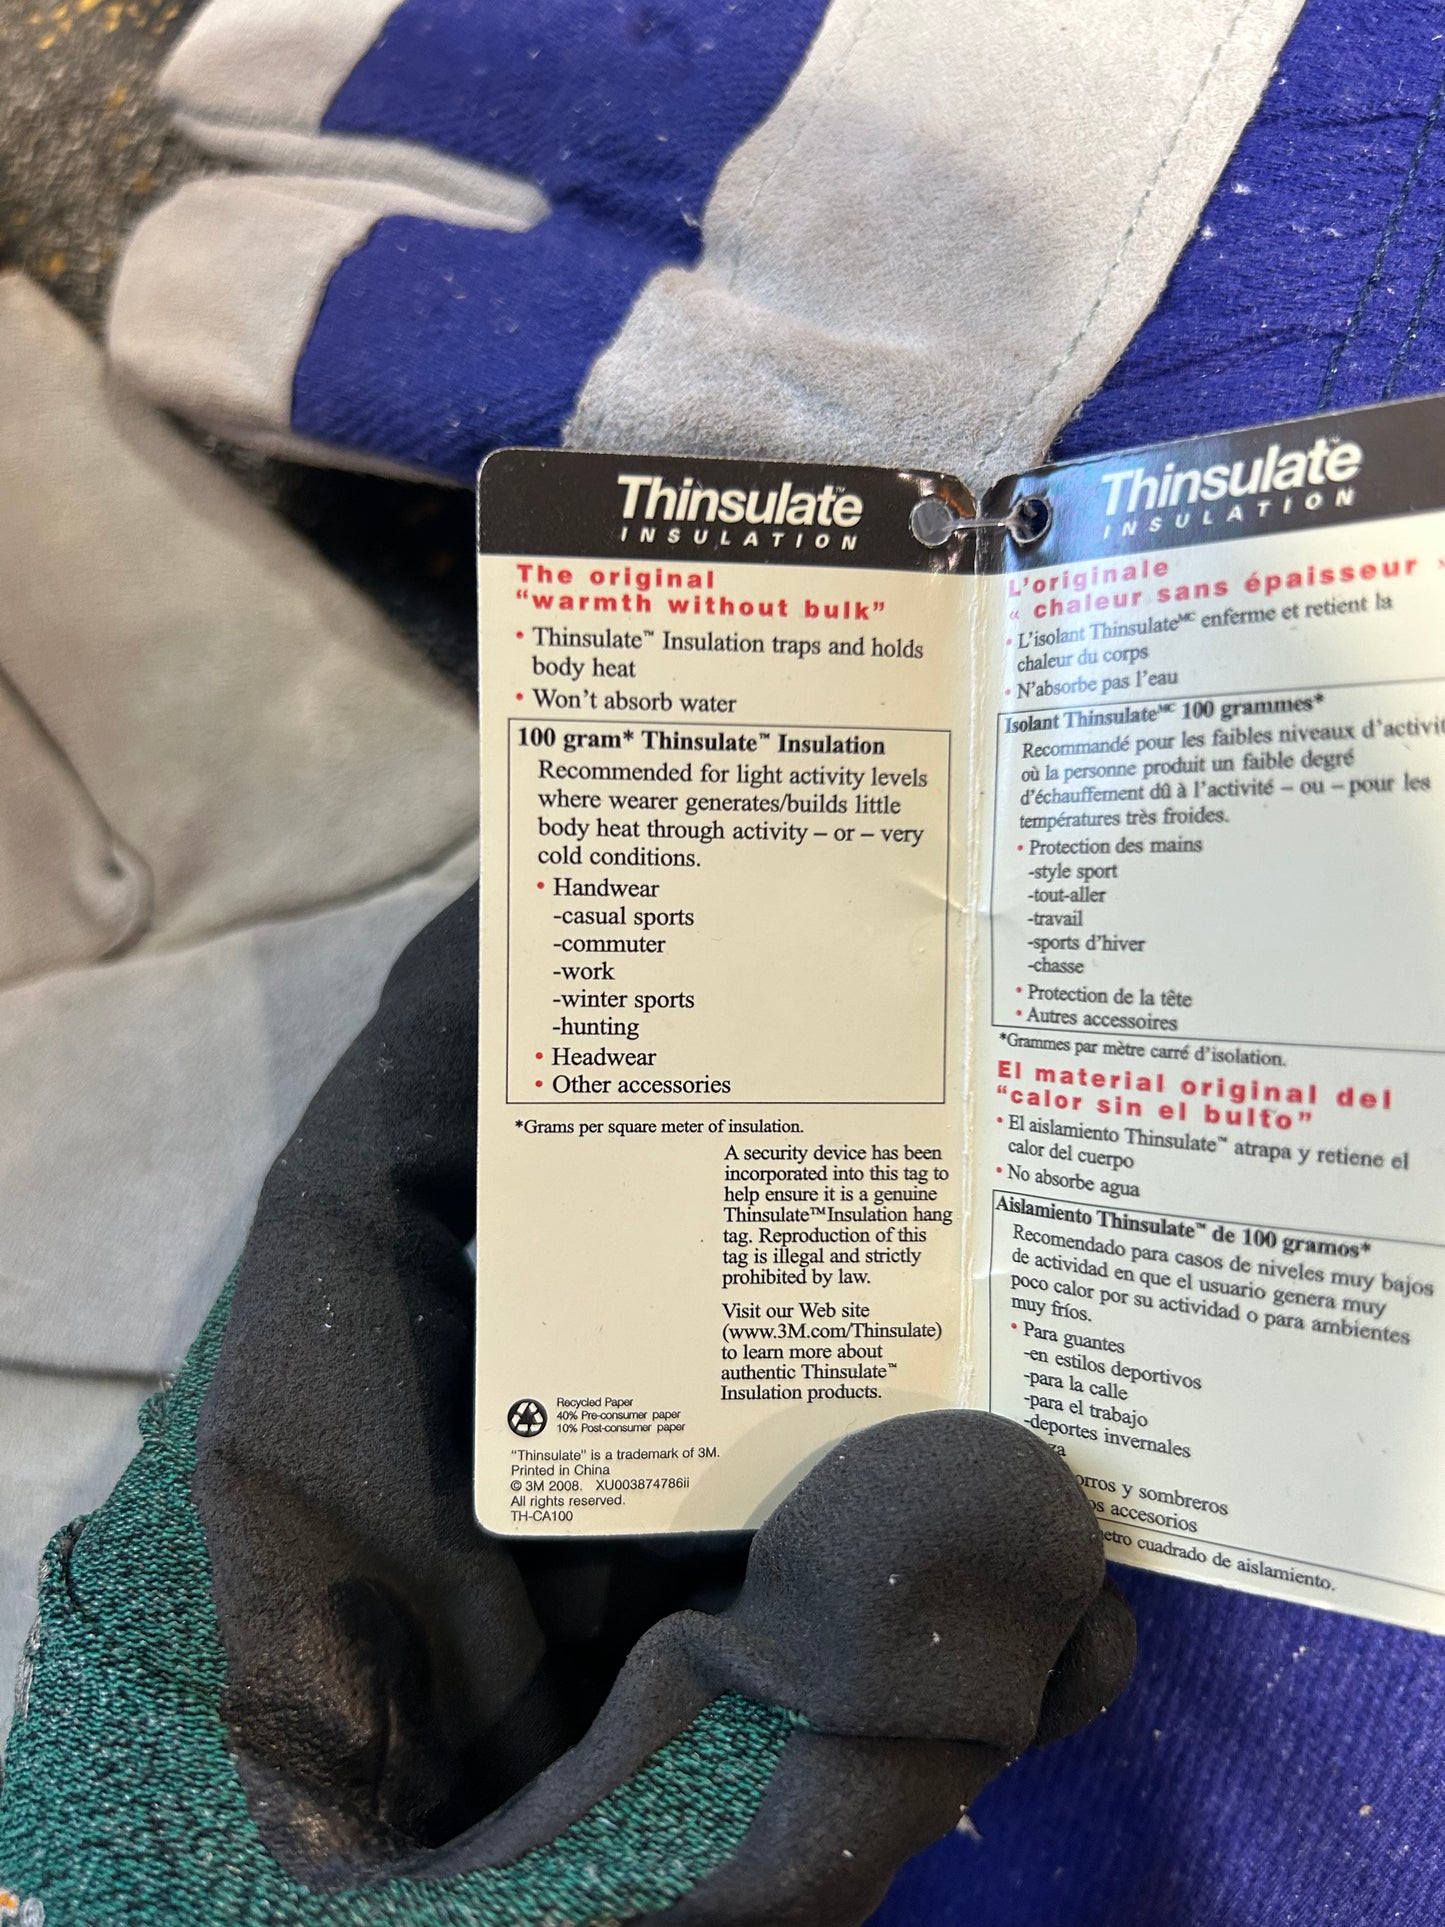 Thinsulate™
INSULATION
The original
“warmth without bulk”
• Thinsulate™ Insulation traps and holds
body heat
• Won’t absorb water
100 gram* Thinsulate™ Insulation
Recommended for light activity levels
where wearer generates/builds little
body heat through activity – or – very
cold conditions.
• Handwear
-casual sports
-commuter
-work
-winter sports
-hunting
• Headwear
• Other accessories
*Grams per square meter of insulation.
A security device has been
incorporated into this tag to
help ensure it is a genuine
Thinsulate™Insulation hang
tag. Reproduction of this
tag is illegal and strictly
prohibited by law.
Visit our Web site
(www.3M.com/Thinsulate)
to learn more about
authentic Thinsulate™
Insulation products.
Recycled Paper
40% Pre-consumer paper
10% Post-consumer paper
“Thinsulate” is a trademark of 3M.
Printed in China
© 3M 2008. XU003874786ii
All rights reserved.
TH-CA100
Thinsulate™
INSULATION
L’originale
« chaleur sans épaisseur »
• L’isolant Thinsulate᠎MC enferme et retient la
chaleur du corps
• N’absorbe pas l’eau
Isolant ThinsulateMC 100 grammes*
Recommandé pour les faibles niveaux d’activit
où la personne produit un faible degré
d’échauffement dû à l’activité – ou – pour les
températures très froides.
• Protection des mains
-style sport
-tout-aller
-travail
-sports d’hiver
-chasse
• Protection de la tête
• Autres accessoires
*Grammes par mètre carré d’isolation.
El material original del
“calor sin el bulto”
• El aislamiento Thinsulate™ atrapa y retiene el
calor del cuerpo
• No absorbe agua
Aislamiento Thinsulate™ de 100 gramos*
Recomendado para casos de niveles muy bajos
de actividad en que el usuario genera muy
poco calor por su actividad o para ambientes
muy fríos.
• Para guantes
-en estilos deportivos
-para la calle
-para el trabajo
-deportes invernales
za
orros y sombreros
os accesorios
etro cuadrado de aislamiento.